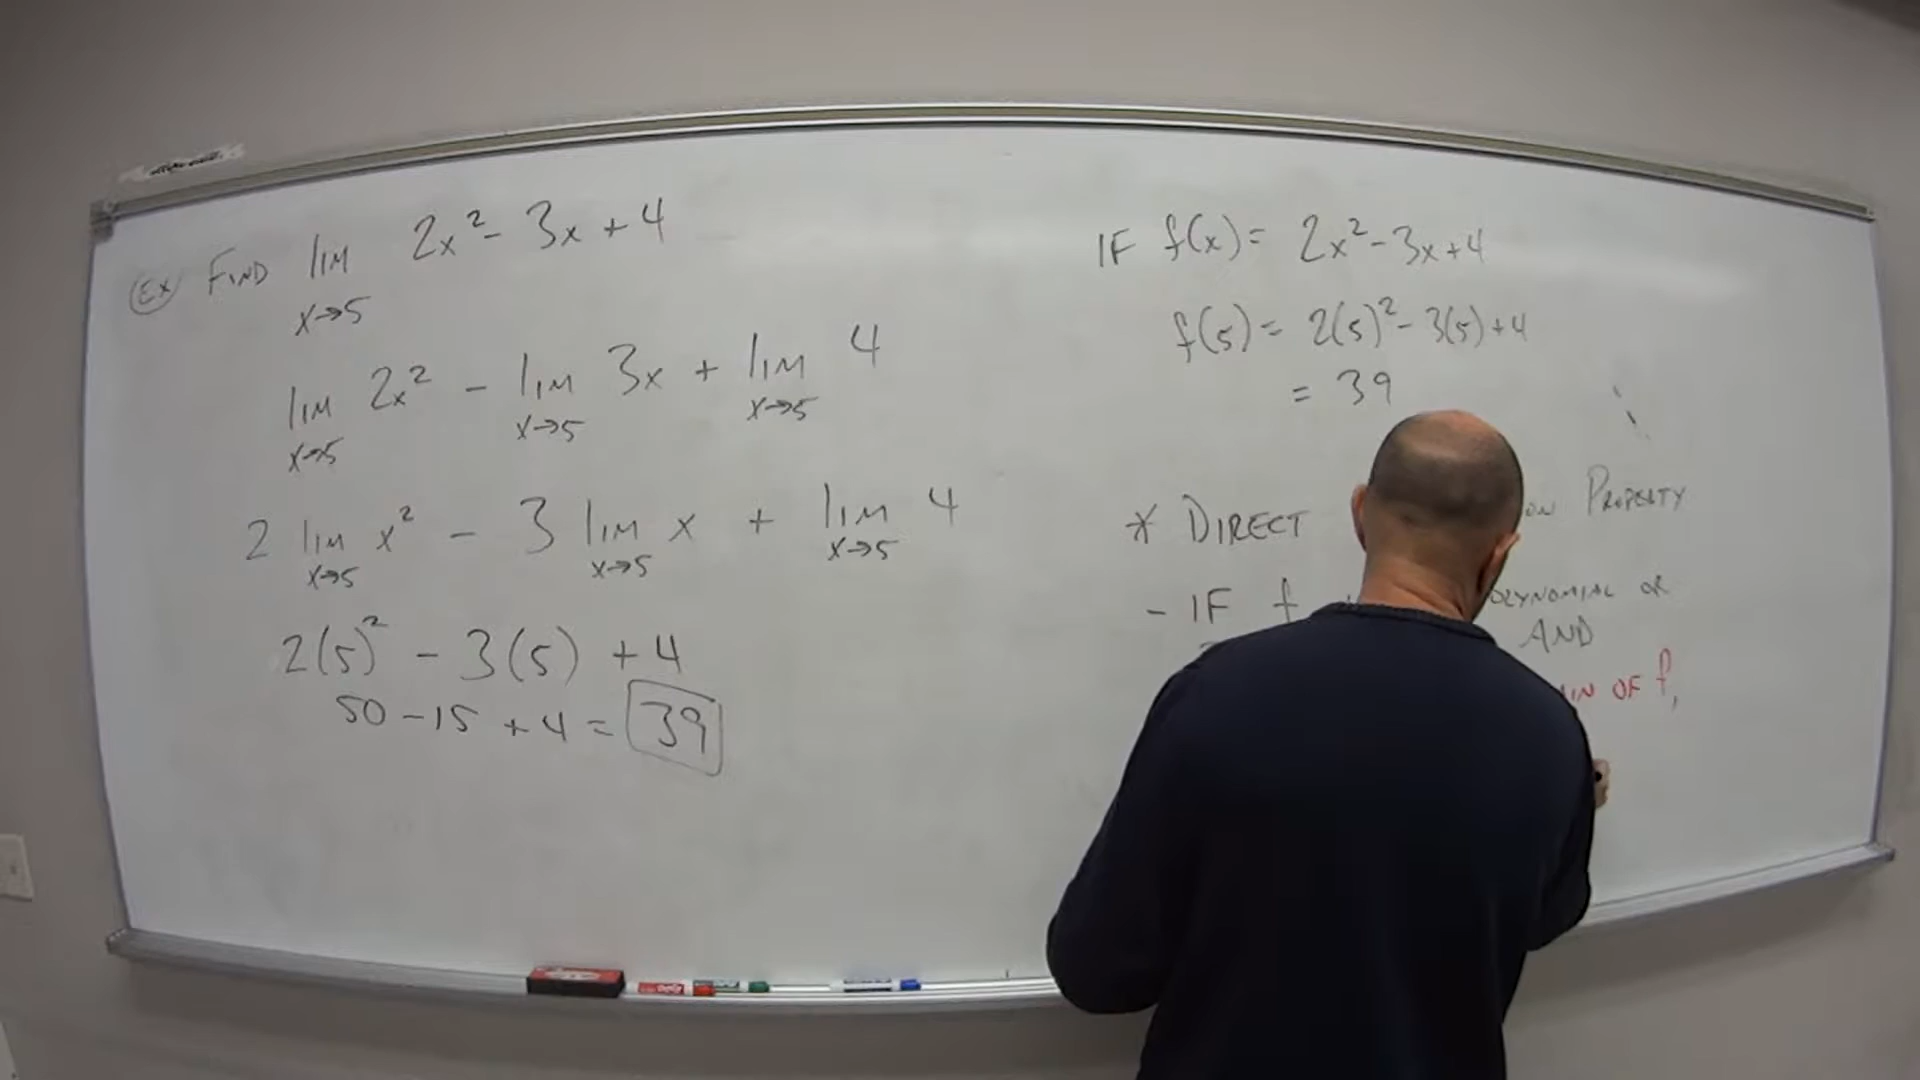 Ex FIND lim 2x² - 3x + 4
x→5
lim 2x² - lim 3x + lim 4
x→5 x→5 x→5
2 lim x² - 3 lim x + lim 4
x→5 x→5 x→5
2(5)² - 3(5) + 4
50 - 15 + 4 = 39
IF f(x) = 2x² - 3x + 4
f(5) = 2(5)² - 3(5) + 4
= 39
* DIRECT PROPERTY
- IF f OR
AND
OF f,